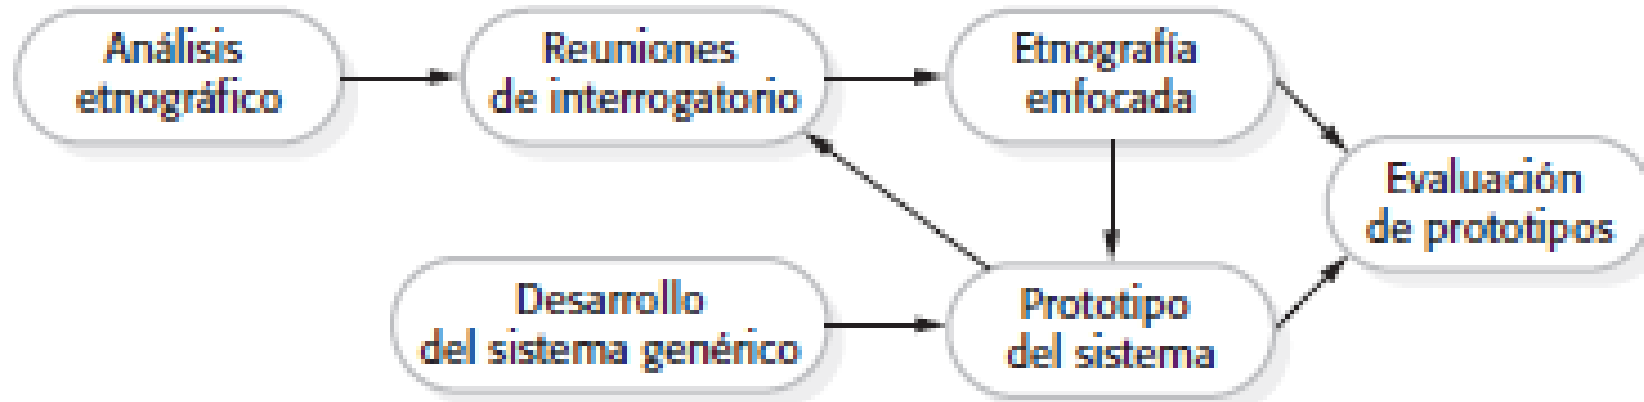 Análisis
etnográfico
Reuniones
de interrogatorio
Etnografía
enfocada
Evaluación
de prototipos
Desarrollo
del sistema genérico
Prototipo
del sistema